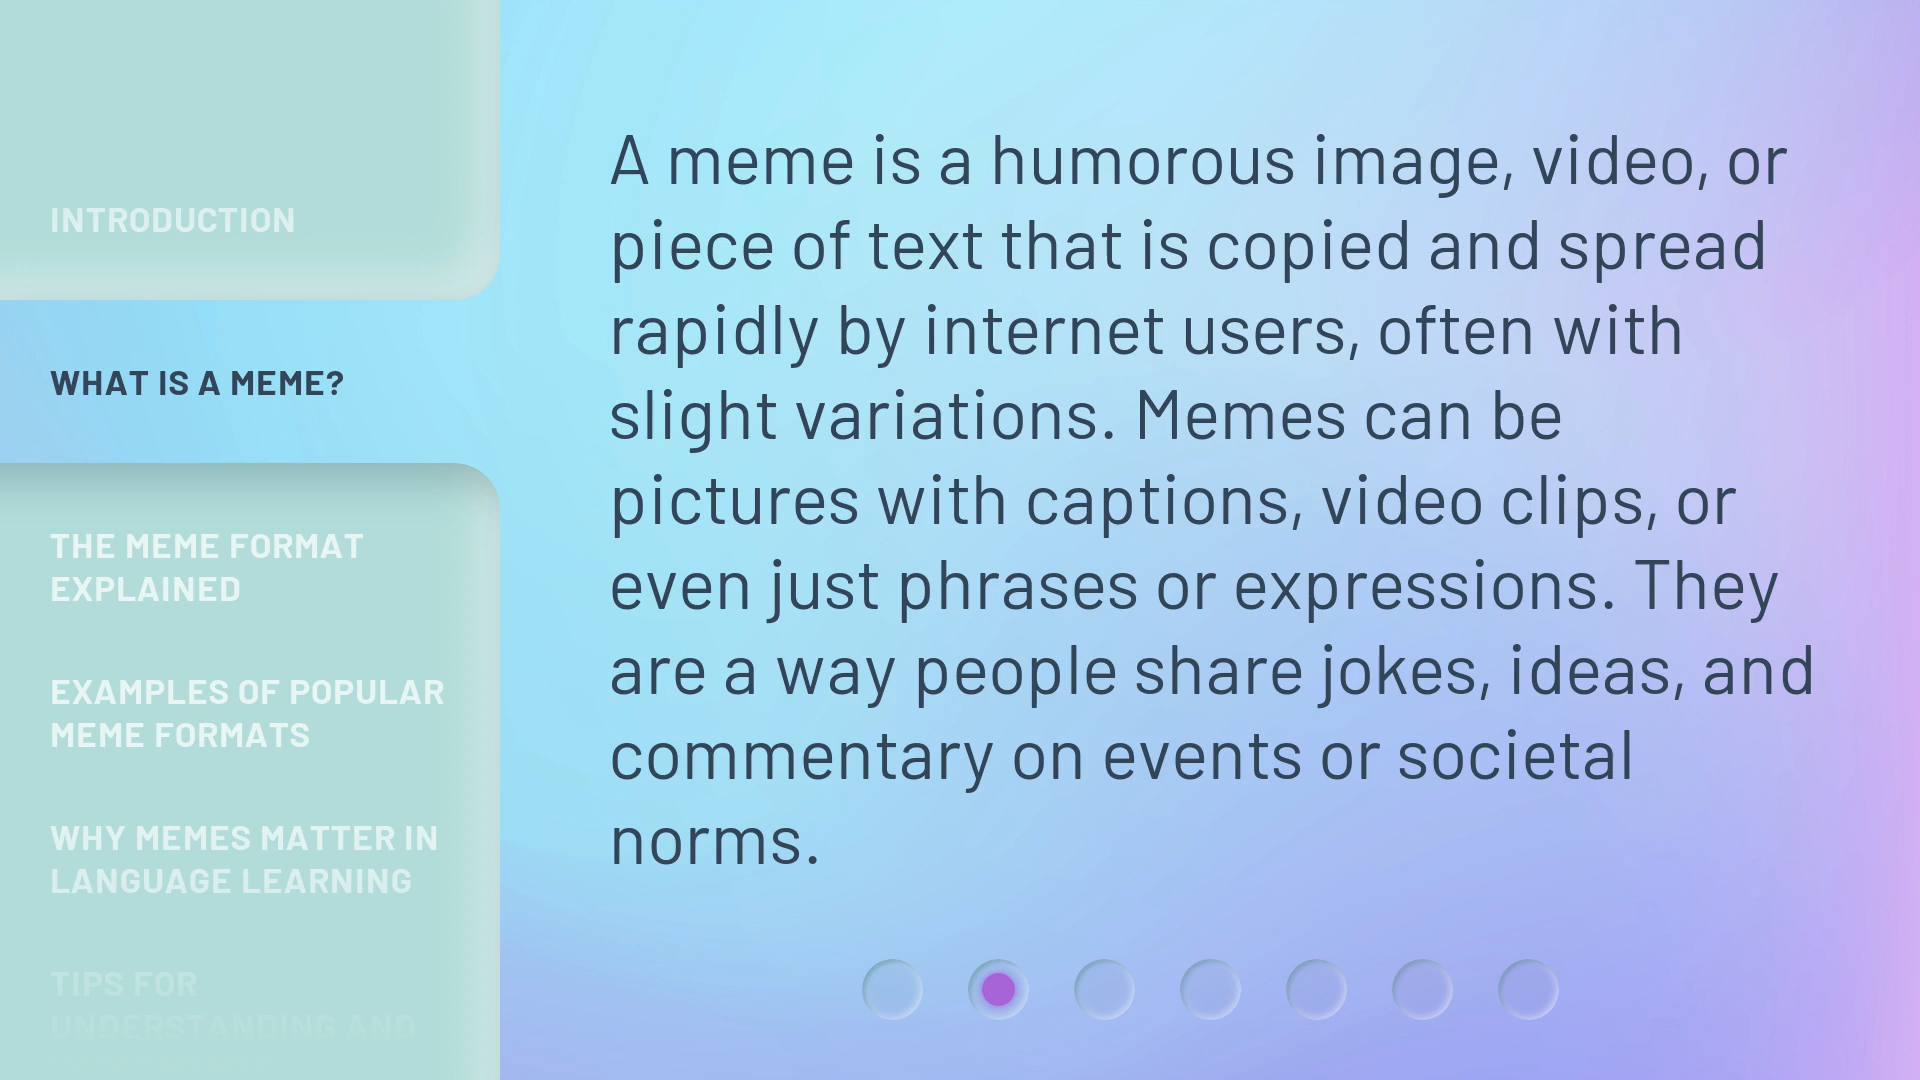 INTRODUCTION
WHAT IS A MEME?
THE MEME FORMAT
EXPLAINED
EXAMPLES OF POPULAR
MEME FORMATS
WHY MEMES MATTER IN
LANGUAGE LEARNING
TIPS FOR
UNDERSTANDING AND
A meme is a humorous image, video, or
piece of text that is copied and spread
rapidly by internet users, often with
slight variations. Memes can be
pictures with captions, video clips, or
even just phrases or expressions. They
are a way people share jokes, ideas, and
commentary on events or societal
norms.